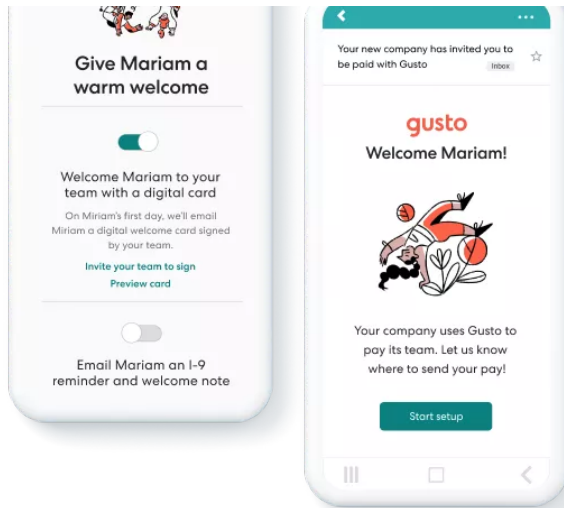 Give Mariam a
warm welcome
Welcome Mariam to your
team with a digital card
On Miriam's first day, we'll email
Miriam a digital welcome card signed
by your team.
Invite your team to sign
Preview card
Email Mariam an I-9
reminder and welcome note
Your new company has invited you to
be paid with Gusto
Inbox
gusto
Welcome Mariam!
Your company uses Gusto to
pay its team. Let us know
where to send your pay!
Start setup